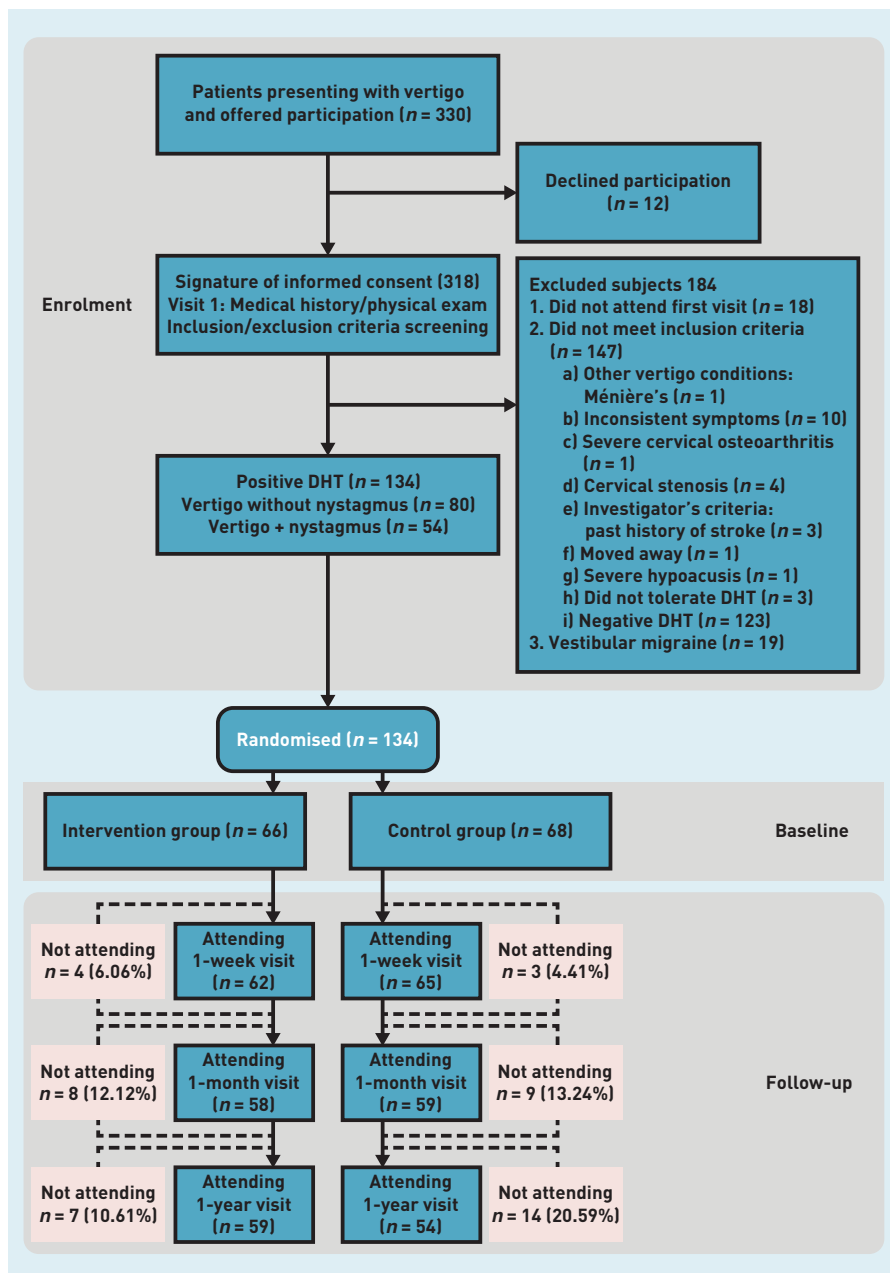 Patients presenting with vertigo
and offered participation (n = 330)
Declined participation
(n = 12)
Enrolment
Signature of informed consent (318)
Visit 1: Medical history/physical exam
Inclusion/exclusion criteria screening
Excluded subjects 184
1. Did not attend first visit (n = 18)
2. Did not meet inclusion criteria
(n = 147)
a) Other vertigo conditions:
Ménière's (n = 1)
b) Inconsistent symptoms (n = 10)
c) Severe cervical osteoarthritis
(n = 1)
d) Cervical stenosis (n = 4)
e) Investigator's criteria:
past history of stroke (n = 3)
f) Moved away (n = 1)
g) Severe hypoacusis (n = 1)
h) Did not tolerate DHT (n = 3)
i) Negative DHT (n = 123)
3. Vestibular migraine (n = 19)
Positive DHT (n = 134)
Vertigo without nystagmus (n = 80)
Vertigo + nystagmus (n = 54)
Randomised (n = 134)
Intervention group (n = 66)
Control group (n = 68)
Baseline
Not attending
n = 4 (6.06%)
Attending
1-week visit
(n = 62)
Attending
1-week visit
(n = 65)
Not attending
n = 3 (4.41%)
Not attending
n = 8 (12.12%)
Attending
1-month visit
(n = 58)
Attending
1-month visit
(n = 59)
Not attending
n = 9 (13.24%)
Follow-up
Not attending
n = 7 (10.61%)
Attending
1-year visit
(n = 59)
Attending
1-year visit
(n = 54)
Not attending
n = 14 (20.59%)